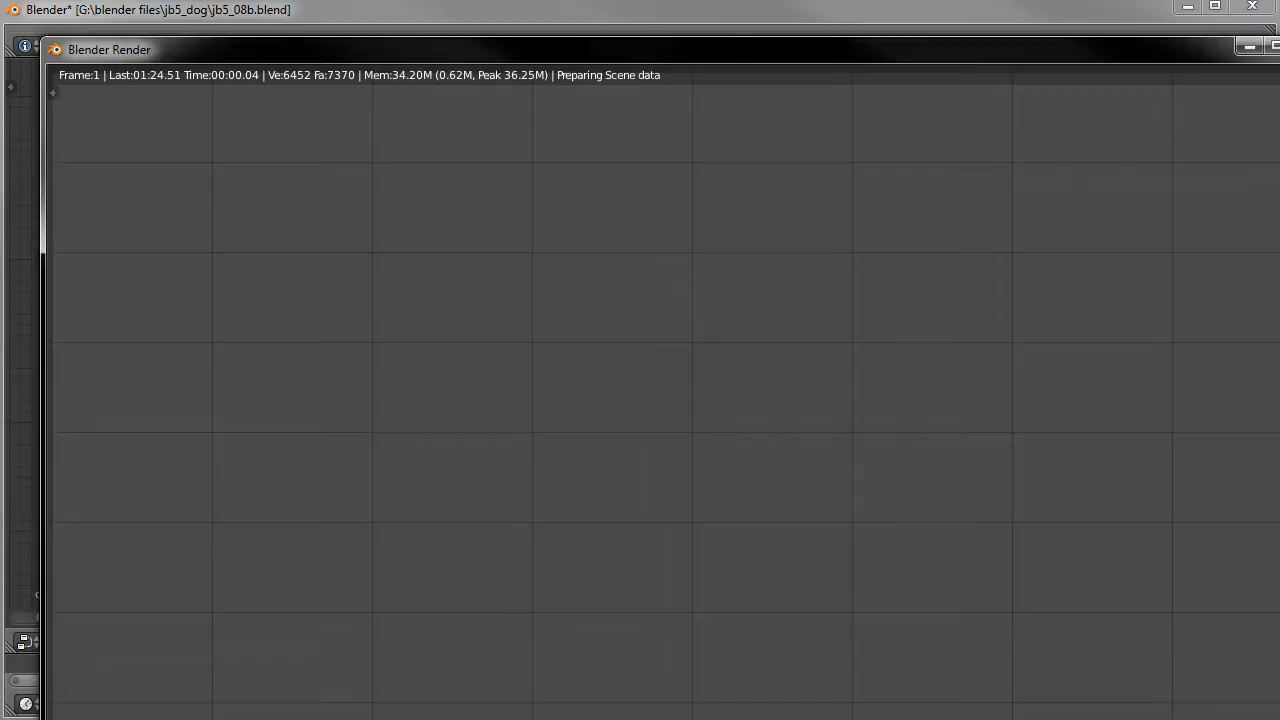 Blender* [G:\blender files\jb5_dog\jb5_08b.blend]
Blender Render
Frame:1 | Last:01:24.51 Time:00:00.04 | Ve:6452 Fa:7370 | Mem:34.20M (0.62M, Peak 36.25M) | Preparing Scene data